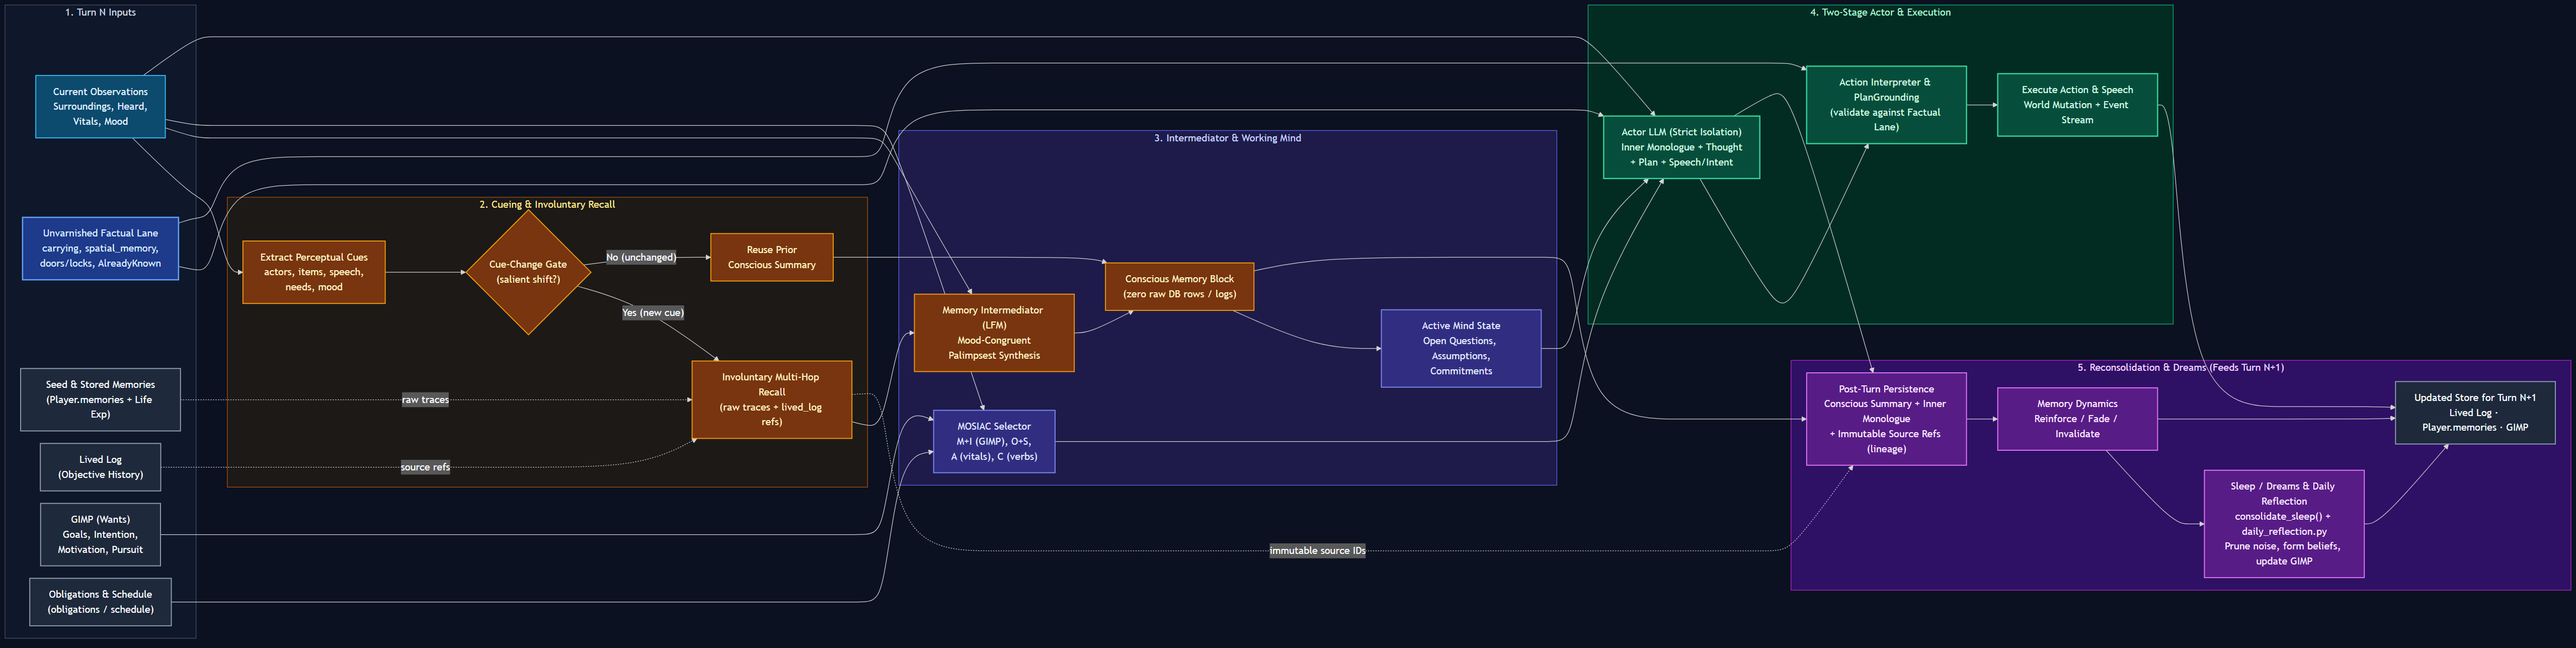 1. Turn N Inputs
Current Observations
Surroundings, Heard,
Vitals, Mood
Unvarnished Factual Lane
carrying, spatial_memory,
doors/locks, AlreadyKnown
Seed & Stored Memories
(Player.memories + Life
Exp)
Lived Log
(Objective History)
GIMP (Wants)
Goals, Intention,
Motivation, Pursuit
Obligations & Schedule
(obligations / schedule)
2. Cueing & Involuntary Recall
Extract Perceptual Cues
actors, items, speech,
needs, mood
Cue-Change Gate
(salient shift?)
No (unchanged)
Yes (new cue)
Reuse Prior
Conscious Summary
raw traces
source refs
Involuntary Multi-Hop
Recall
(raw traces + lived_log
refs)
3. Intermediator & Working Mind
Memory Intermediator
(LFM)
Mood-Congruent
Palimpsest Synthesis
Conscious Memory Block
(zero raw DB rows / logs)
Active Mind State
Open Questions,
Assumptions,
Commitments
MOSIAC Selector
M+I (GIMP), O+S,
A (vitals), C (verbs)
immutable source IDs
4. Two-Stage Actor & Execution
Actor LLM (Strict Isolation)
Inner Monologue + Thought
+ Plan + Speech/Intent
Action Interpreter &
PlanGrounding
(validate against Factual
Lane)
Execute Action & Speech
World Mutation + Event
Stream
5. Reconsolidation & Dreams (Feeds Turn N+1)
Post-Turn Persistence
Conscious Summary + Inner
Monologue
+ Immutable Source Refs
(lineage)
Memory Dynamics
Reinforce / Fade /
Invalidate
Sleep / Dreams & Daily
Reflection
consolidate_sleep() +
daily_reflection.py
Prune noise, form beliefs,
update GIMP
Updated Store for Turn N+1
Lived Log ·
Player.memories · GIMP